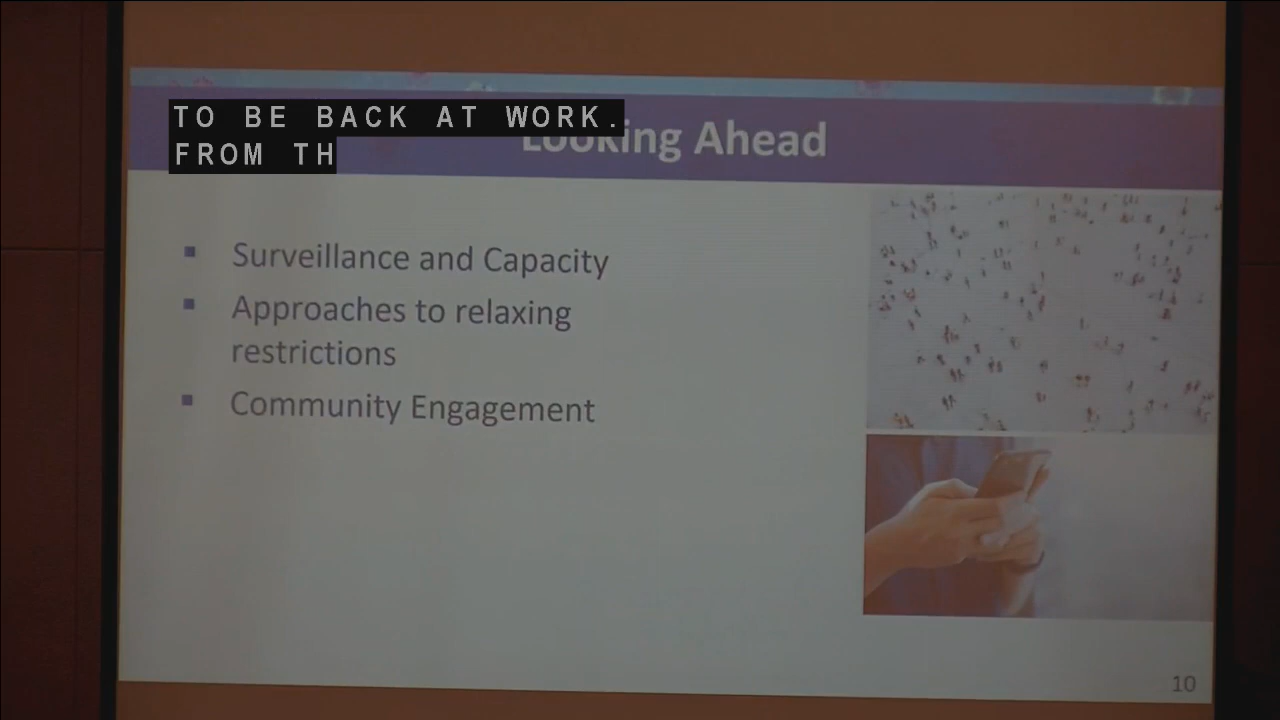 TO BE BACK AT WORK.
FROM TH
Looking Ahead
Surveillance and Capacity
Approaches to relaxing
restrictions
Community Engagement
10